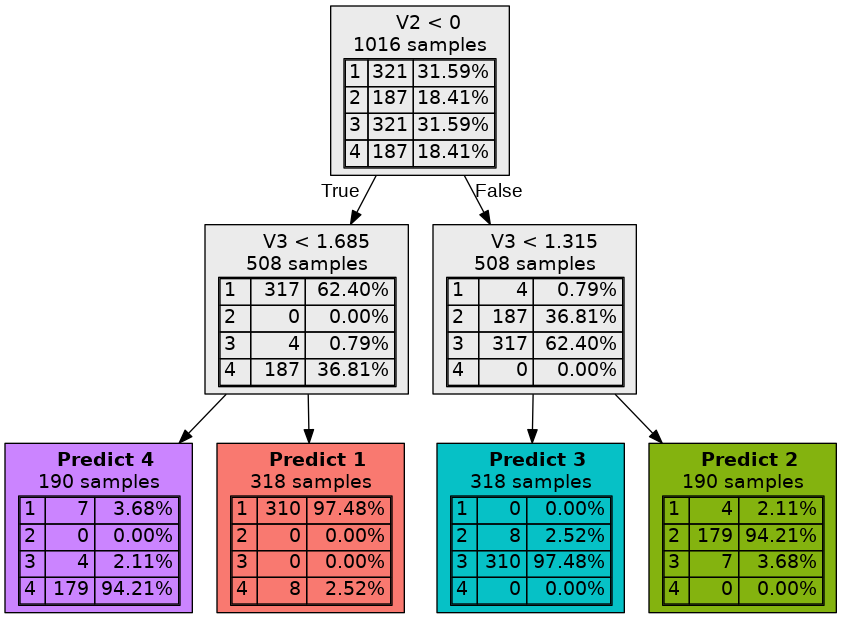 V2 < 0
1016 samples
1 321 31.59%
2 187 18.41%
3 321 31.59%
4 187 18.41%
True
False
V3 < 1.685
508 samples
1 317 62.40%
2 0 0.00%
3 4 0.79%
4 187 36.81%
V3 < 1.315
508 samples
1 4 0.79%
2 187 36.81%
3 317 62.40%
4 0 0.00%
Predict 4
190 samples
1 7 3.68%
2 0 0.00%
3 4 2.11%
4 179 94.21%
Predict 1
318 samples
1 310 97.48%
2 0 0.00%
3 0 0.00%
4 8 2.52%
Predict 3
318 samples
1 0 0.00%
2 8 2.52%
3 310 97.48%
4 0 0.00%
Predict 2
190 samples
1 4 2.11%
2 179 94.21%
3 7 3.68%
4 0 0.00%